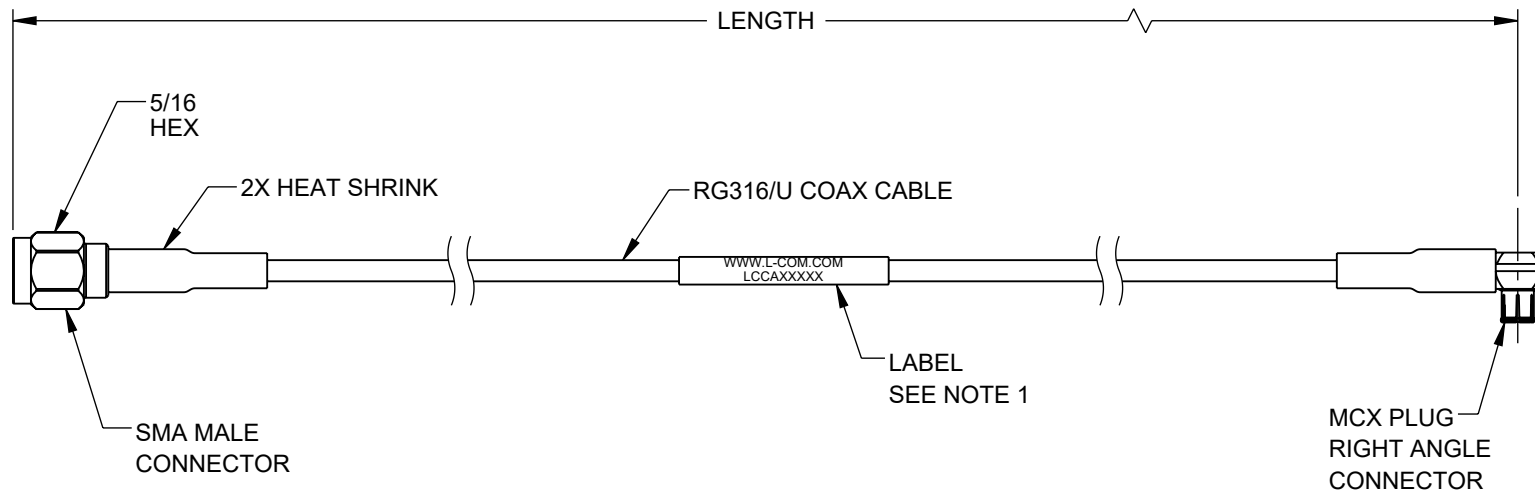 LENGTH
5/16
HEX
2X HEAT SHRINK
RG316/U COAX CABLE
WWW.L-COM.COM
LCCAXXXXX
LABEL
SEE NOTE 1
SMA MALE
CONNECTOR
MCX PLUG
RIGHT ANGLE
CONNECTOR